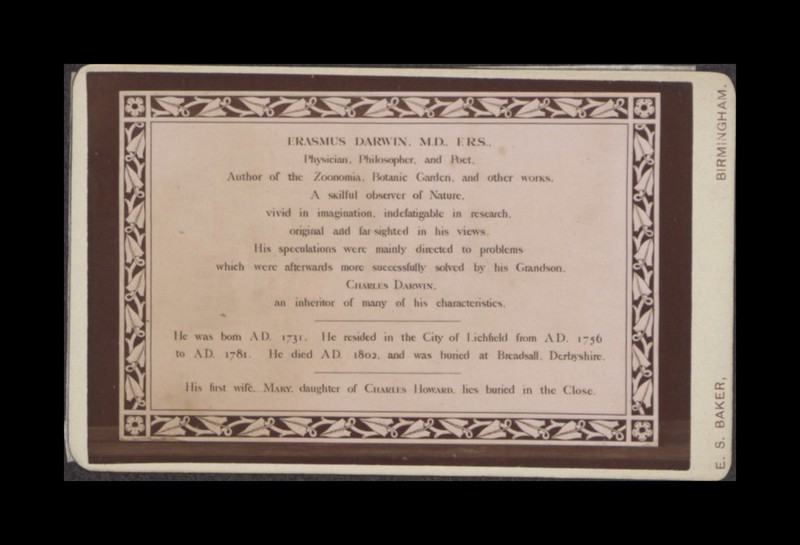 ERASMUS DARWIN, M.D., F.R.S.,
Physician, Philosopher, and Poet,
Author of the Zoonomia, Botanic Garden, and other works.
A skilful observer of Nature,
vivid in imagination, indefatigable in research,
original and far-sighted in his views.
His speculations were mainly directed to problems
which were afterwards more successfully solved by his Grandson,
CHARLES DARWIN,
an inheritor of many of his characteristics.
He was born A.D. 1731. He resided in the City of Lichfield from A.D. 1756
to A.D. 1781. He died A.D. 1802, and was buried at Breadsall, Derbyshire.
His first wife, MARY, daughter of CHARLES HOWARD, lies buried in the Close.
E. S. BAKER,
BIRMINGHAM.